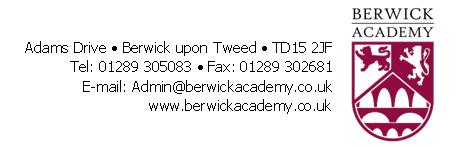 BERWICK
ACADEMY
Adams Drive • Berwick upon Tweed • TD15 2JF
Tel: 01289 305083 • Fax: 01289 302681
E-mail: Admin@berwickacademy.co.uk
www.berwickacademy.co.uk